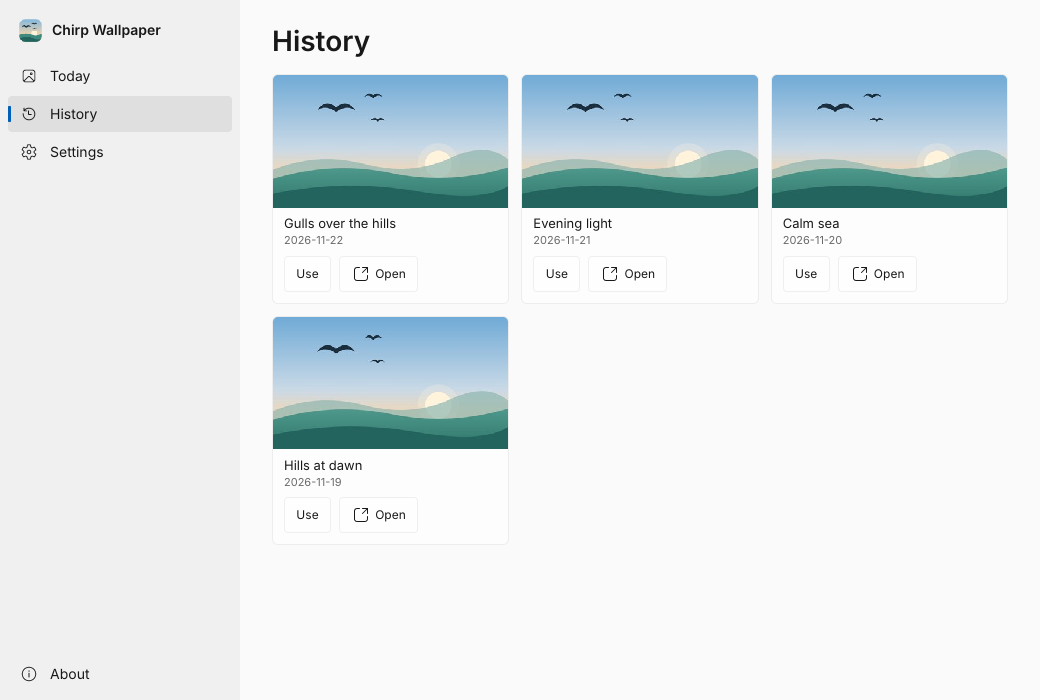 Chirp Wallpaper
Today
History
Settings
About
History
Gulls over the hills
2026-11-22
Use
Open
Evening light
2026-11-21
Use
Open
Calm sea
2026-11-20
Use
Open
Hills at dawn
2026-11-19
Use
Open